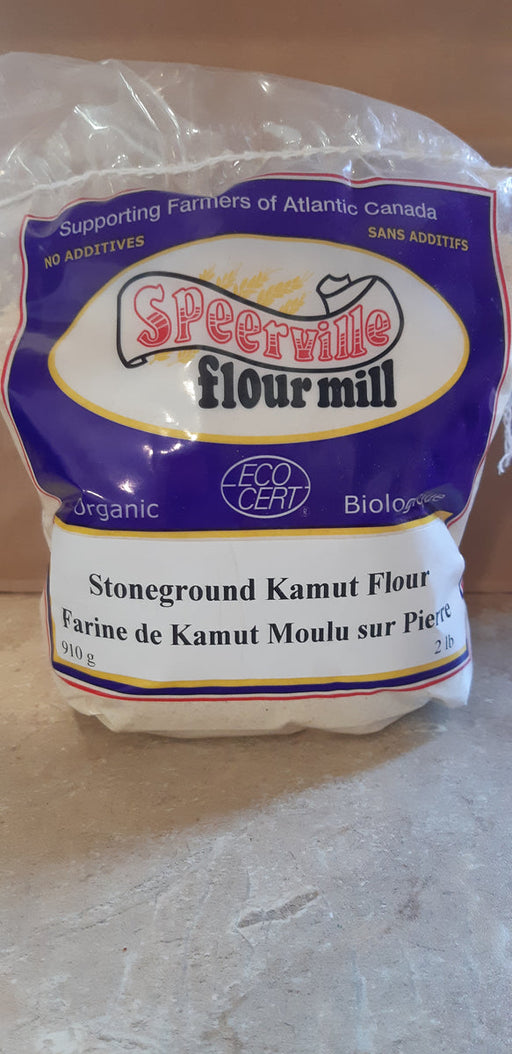 Supporting Farmers of Atlantic Canada
NO ADDITIVES
SANS ADDITIFS
Speerville
flour mill
ECO
CERT
®
Organic
Stoneground Kamut Flour
Farine de Kamut Moulu sur Pierre
910 g
2 lb